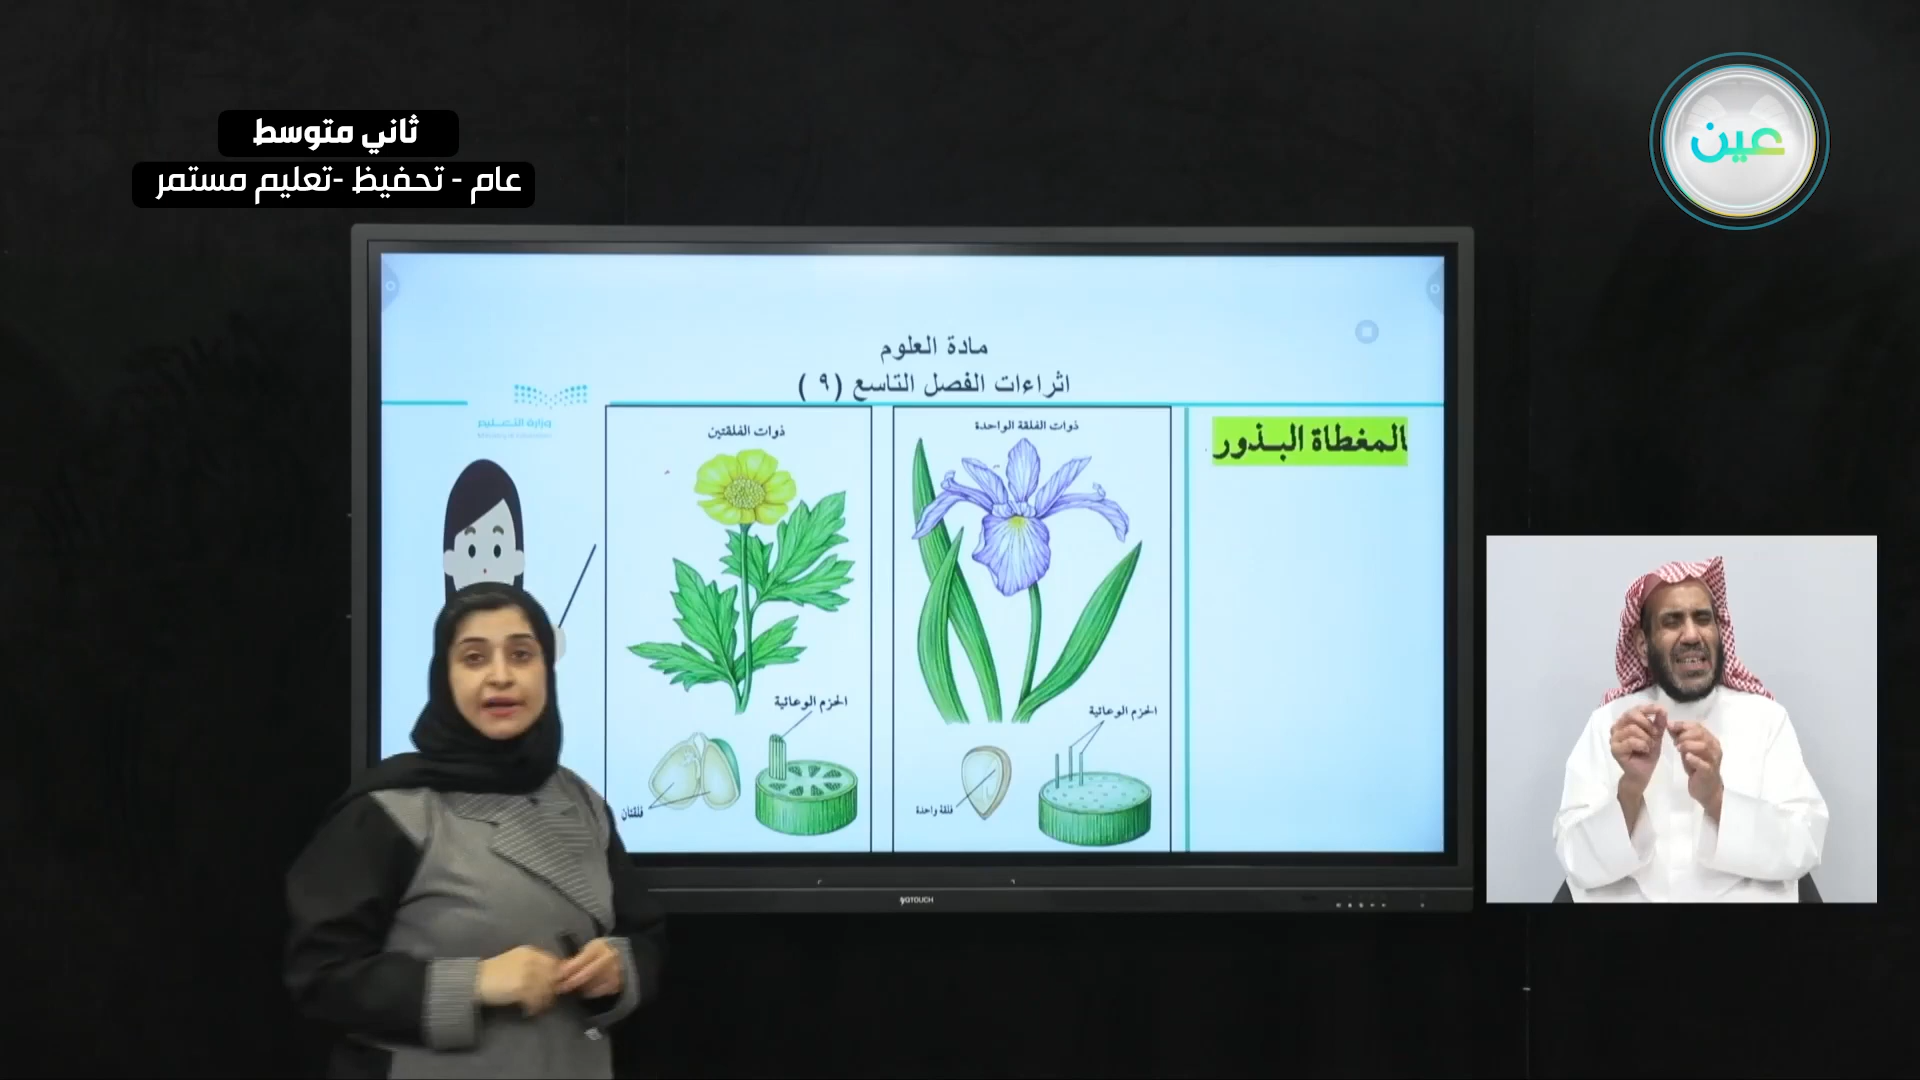 ثاني متوسط
عام - تحفيظ -تعليم مستمر
عين
مادة العلوم
اثراءات الفصل التاسع (٩)
وزارة التعليم
المغطاة البذور
ذوات الفلقة الواحدة
الحزم الوعائية
فلقة واحدة
ذوات الفلقتين
الحزم الوعائية
فلقتان